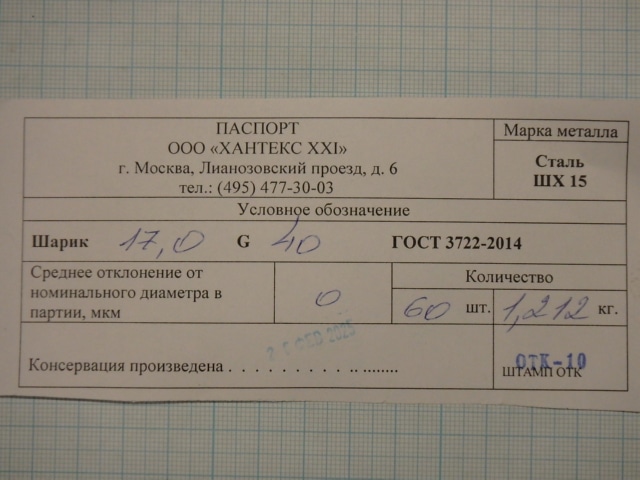 ПАСПОРТ
ООО «ХАНТЕКС XXI»
г. Москва, Лианозовский проезд, д. 6
тел.: (495) 477-30-03
Марка металла
Сталь
ШХ 15
Условное обозначение
Шарик 17,0 G 40 ГОСТ 3722-2014
Среднее отклонение от
номинального диаметра в
партии, мкм
0
Количество
60 шт. 1,212 кг.
ФЕВ 2025
Консервация произведена . . . . . . . . . . .. ........
ОТК-10
ШТАМП ОТК